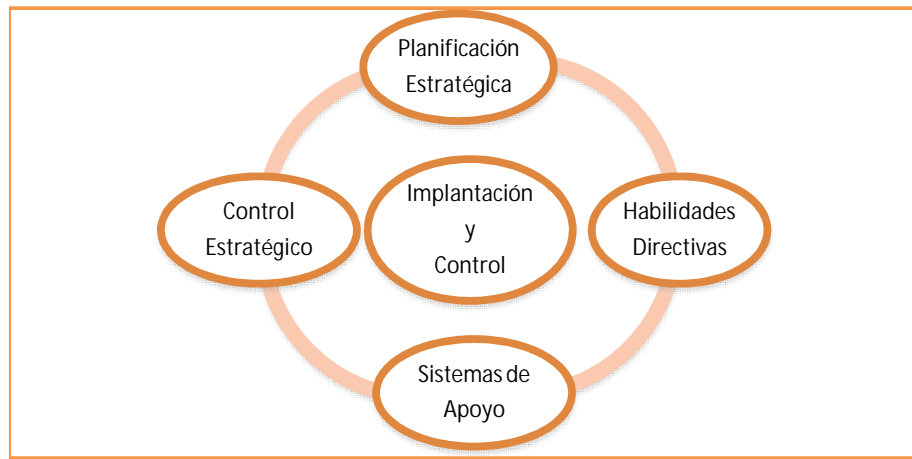 Planificación
Estratégica
Control
Estratégico
Implantación
y
Control
Habilidades
Directivas
Sistemas de
Apoyo